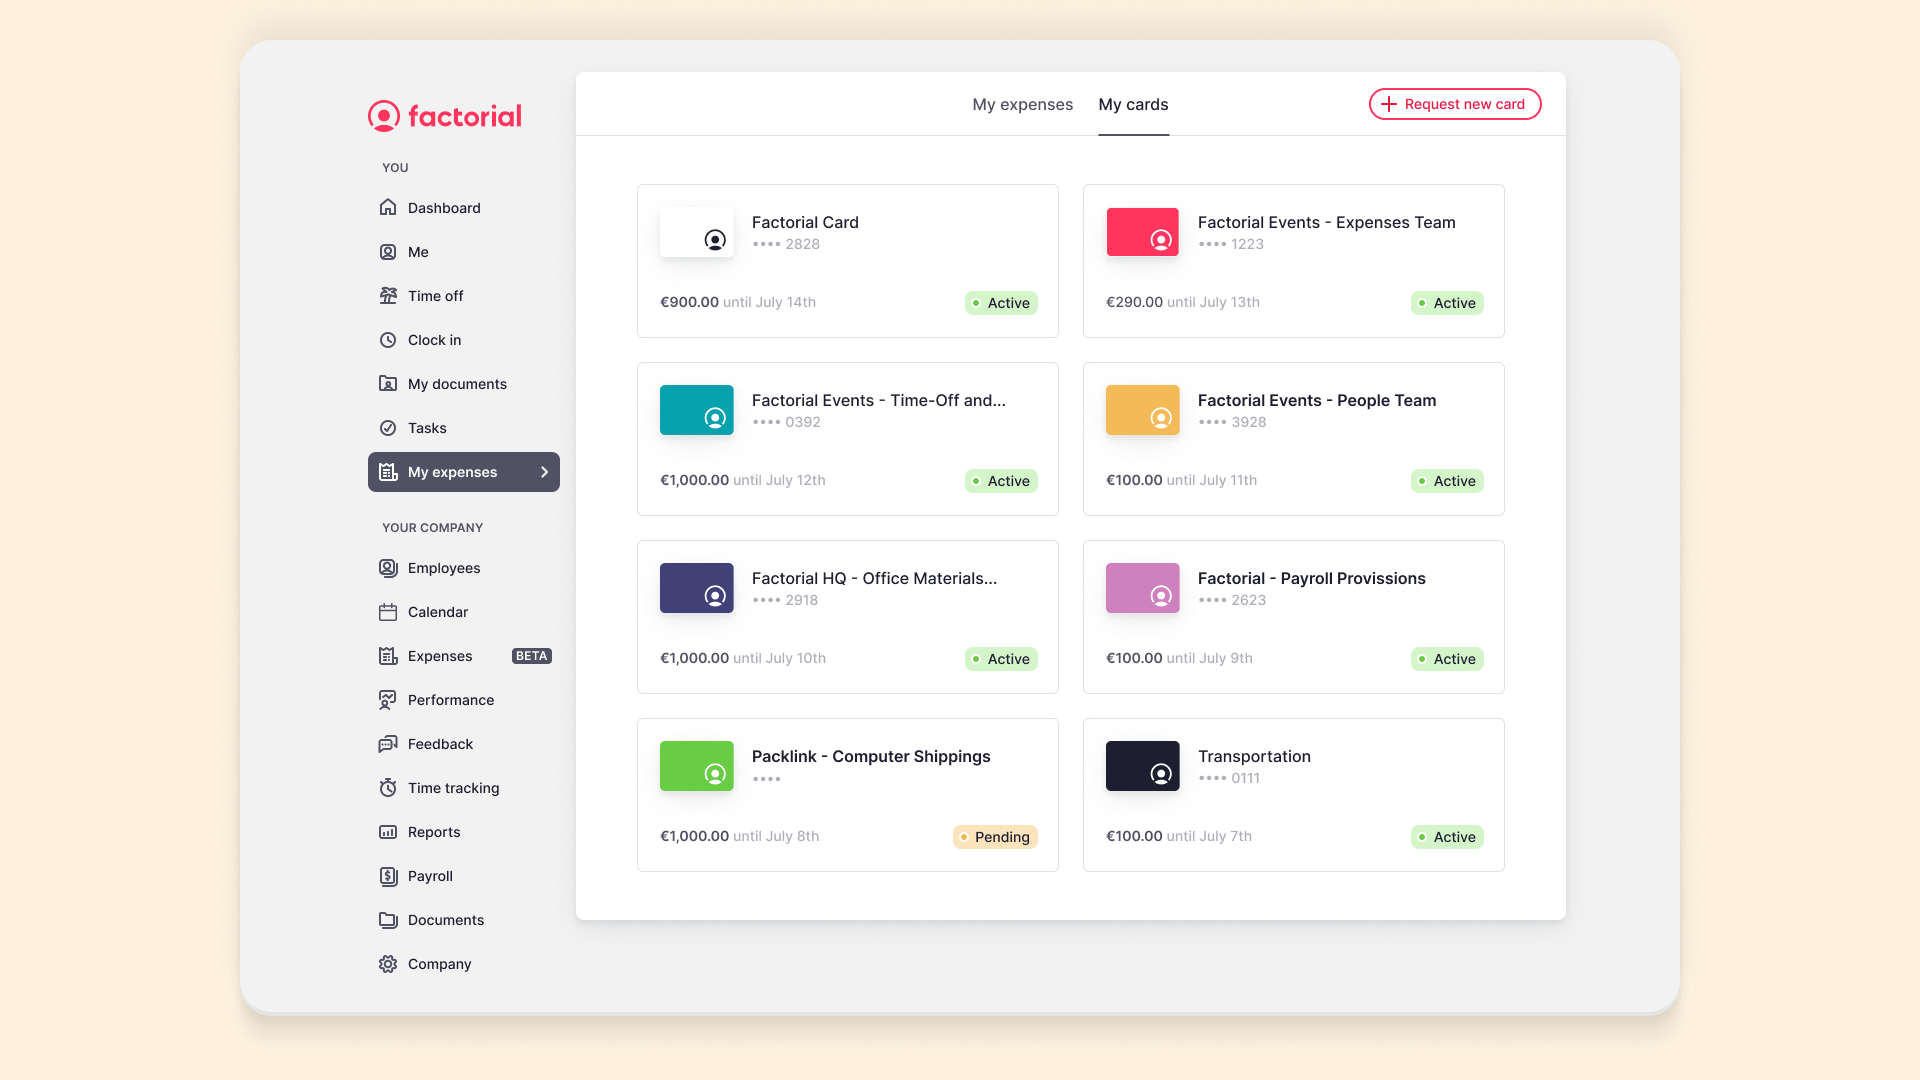 factorial
YOU
Dashboard
Me
Time off
Clock in
My documents
Tasks
My expenses
YOUR COMPANY
Employees
Calendar
Expenses BETA
Performance
Feedback
Time tracking
Reports
Payroll
Documents
Company
My expenses My cards Request new card
Factorial Card
•••• 2828
€900.00 until July 14th Active
Factorial Events - Expenses Team
•••• 1223
€290.00 until July 13th Active
Factorial Events - Time-Off and...
•••• 0392
€1,000.00 until July 12th Active
Factorial Events - People Team
•••• 3928
€100.00 until July 11th Active
Factorial HQ - Office Materials...
•••• 2918
€1,000.00 until July 10th Active
Factorial - Payroll Provissions
•••• 2623
€100.00 until July 9th Active
Packlink - Computer Shippings
••••
€1,000.00 until July 8th Pending
Transportation
•••• 0111
€100.00 until July 7th Active